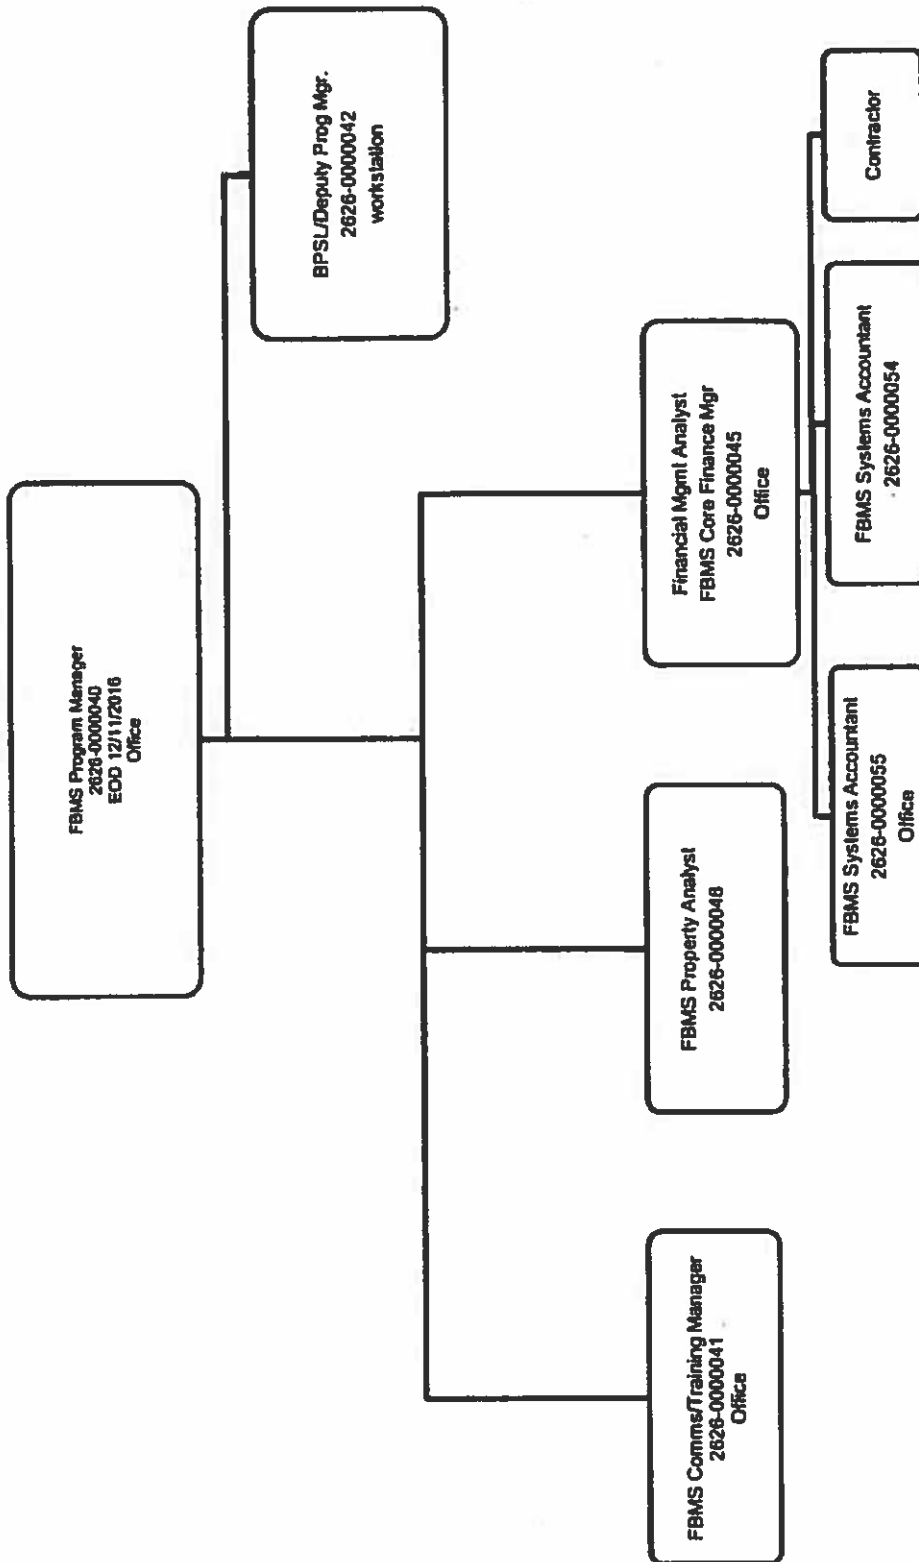 FBMS Program Manager
2626-0000040
EOD 12/11/2016
Office
BPSL/Deputy Prog Mgr.
2626-0000042
workstation
FBMS Comms/Training Manager
2626-0000041
Office
FBMS Property Analyst
2626-0000048
Financial Mgmt Analyst
FBMS Core Finance Mgr
2626-0000045
Office
FBMS Systems Accountant
2626-0000055
Office
FBMS Systems Accountant
2626-0000054
Contractor